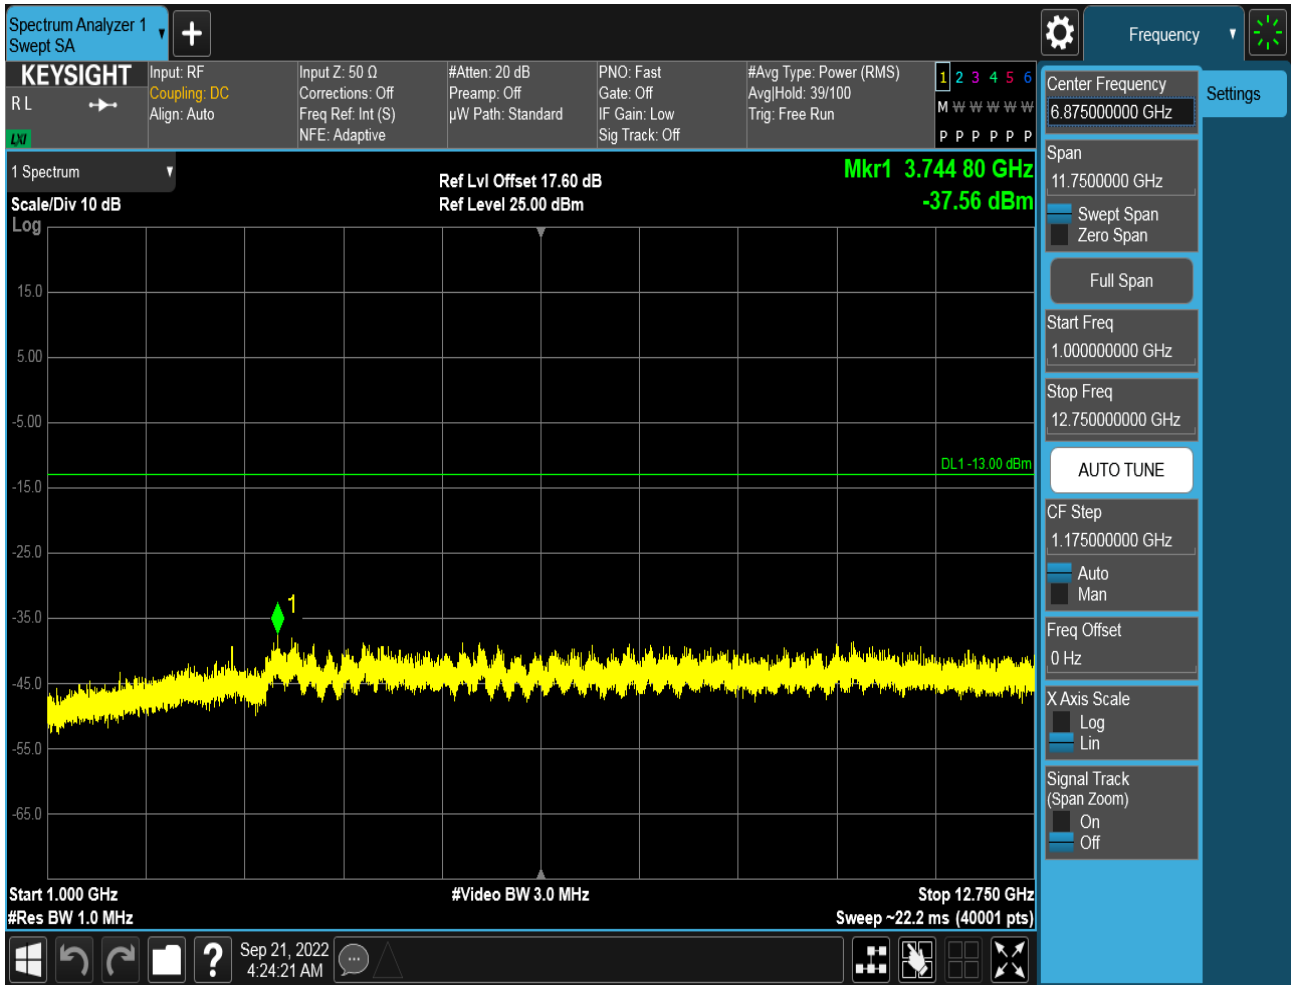 Spectrum Analyzer 1
Swept SA
Frequency
KEYSIGHT
R L
LXI
Input: RF
Coupling: DC
Align: Auto
Input Z: 50 Ω
Corrections: Off
Freq Ref: Int (S)
NFE: Adaptive
#Atten: 20 dB
Preamp: Off
µW Path: Standard
PNO: Fast
Gate: Off
IF Gain: Low
Sig Track: Off
#Avg Type: Power (RMS)
Avg|Hold: 39/100
Trig: Free Run
1 2 3 4 5 6
M W W W W W
P P P P P P
1 Spectrum
Scale/Div 10 dB
Log
Ref Lvl Offset 17.60 dB
Ref Level 25.00 dBm
Mkr1 3.744 80 GHz
-37.56 dBm
15.0
5.00
-5.00
DL1 -13.00 dBm
-15.0
-25.0
1
-35.0
-45.0
-55.0
-65.0
Start 1.000 GHz
#Res BW 1.0 MHz
#Video BW 3.0 MHz
Stop 12.750 GHz
Sweep ~22.2 ms (40001 pts)
Sep 21, 2022
4:24:21 AM
Center Frequency
6.875000000 GHz
Settings
Span
11.7500000 GHz
Swept Span
Zero Span
Full Span
Start Freq
1.000000000 GHz
Stop Freq
12.750000000 GHz
AUTO TUNE
CF Step
1.175000000 GHz
Auto
Man
Freq Offset
0 Hz
X Axis Scale
Log
Lin
Signal Track
(Span Zoom)
On
Off